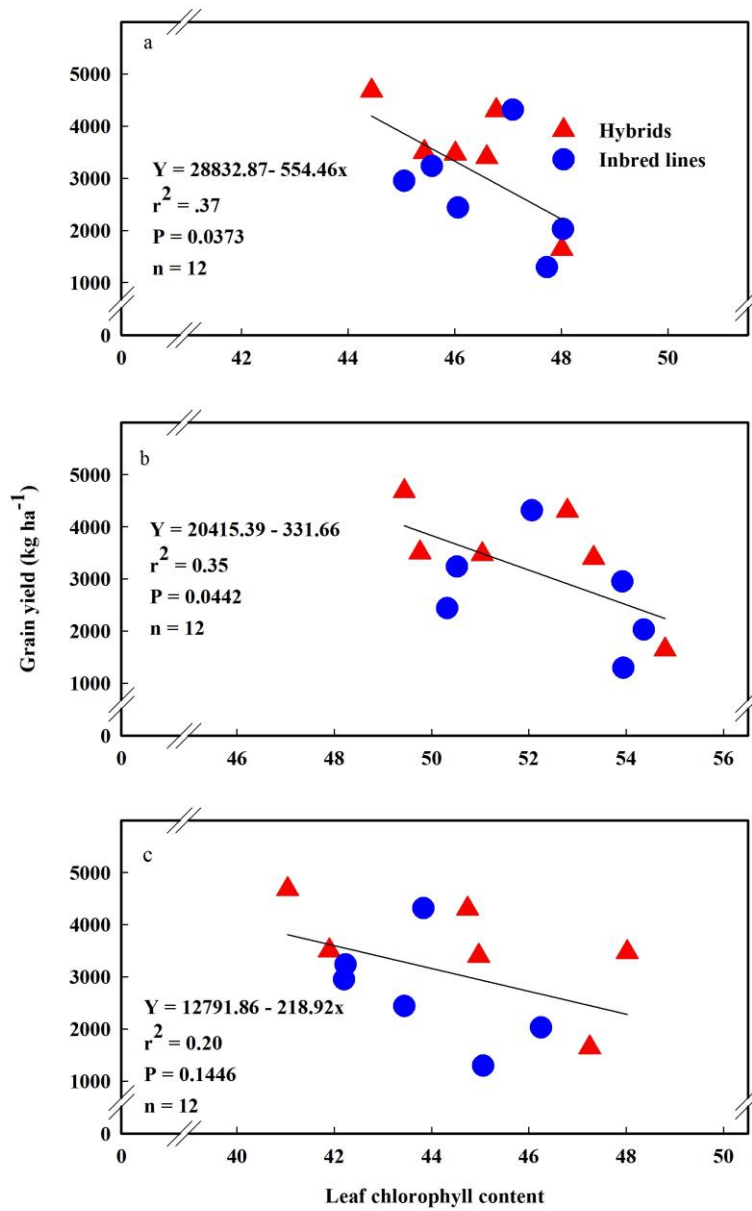 a
5000
4000
3000
2000
1000
0
Hybrids
Inbred lines
Y = 28832.87- 554.46x
r² = .37
P = 0.0373
n = 12
0 42 44 46 48 50
Grain yield (kg ha⁻¹)
b
5000
4000
3000
2000
1000
0
Y = 20415.39 - 331.66
r² = 0.35
P = 0.0442
n = 12
0 46 48 50 52 54 56
c
5000
4000
3000
2000
1000
0
Y = 12791.86 - 218.92x
r² = 0.20
P = 0.1446
n = 12
0 40 42 44 46 48 50
Leaf chlorophyll content